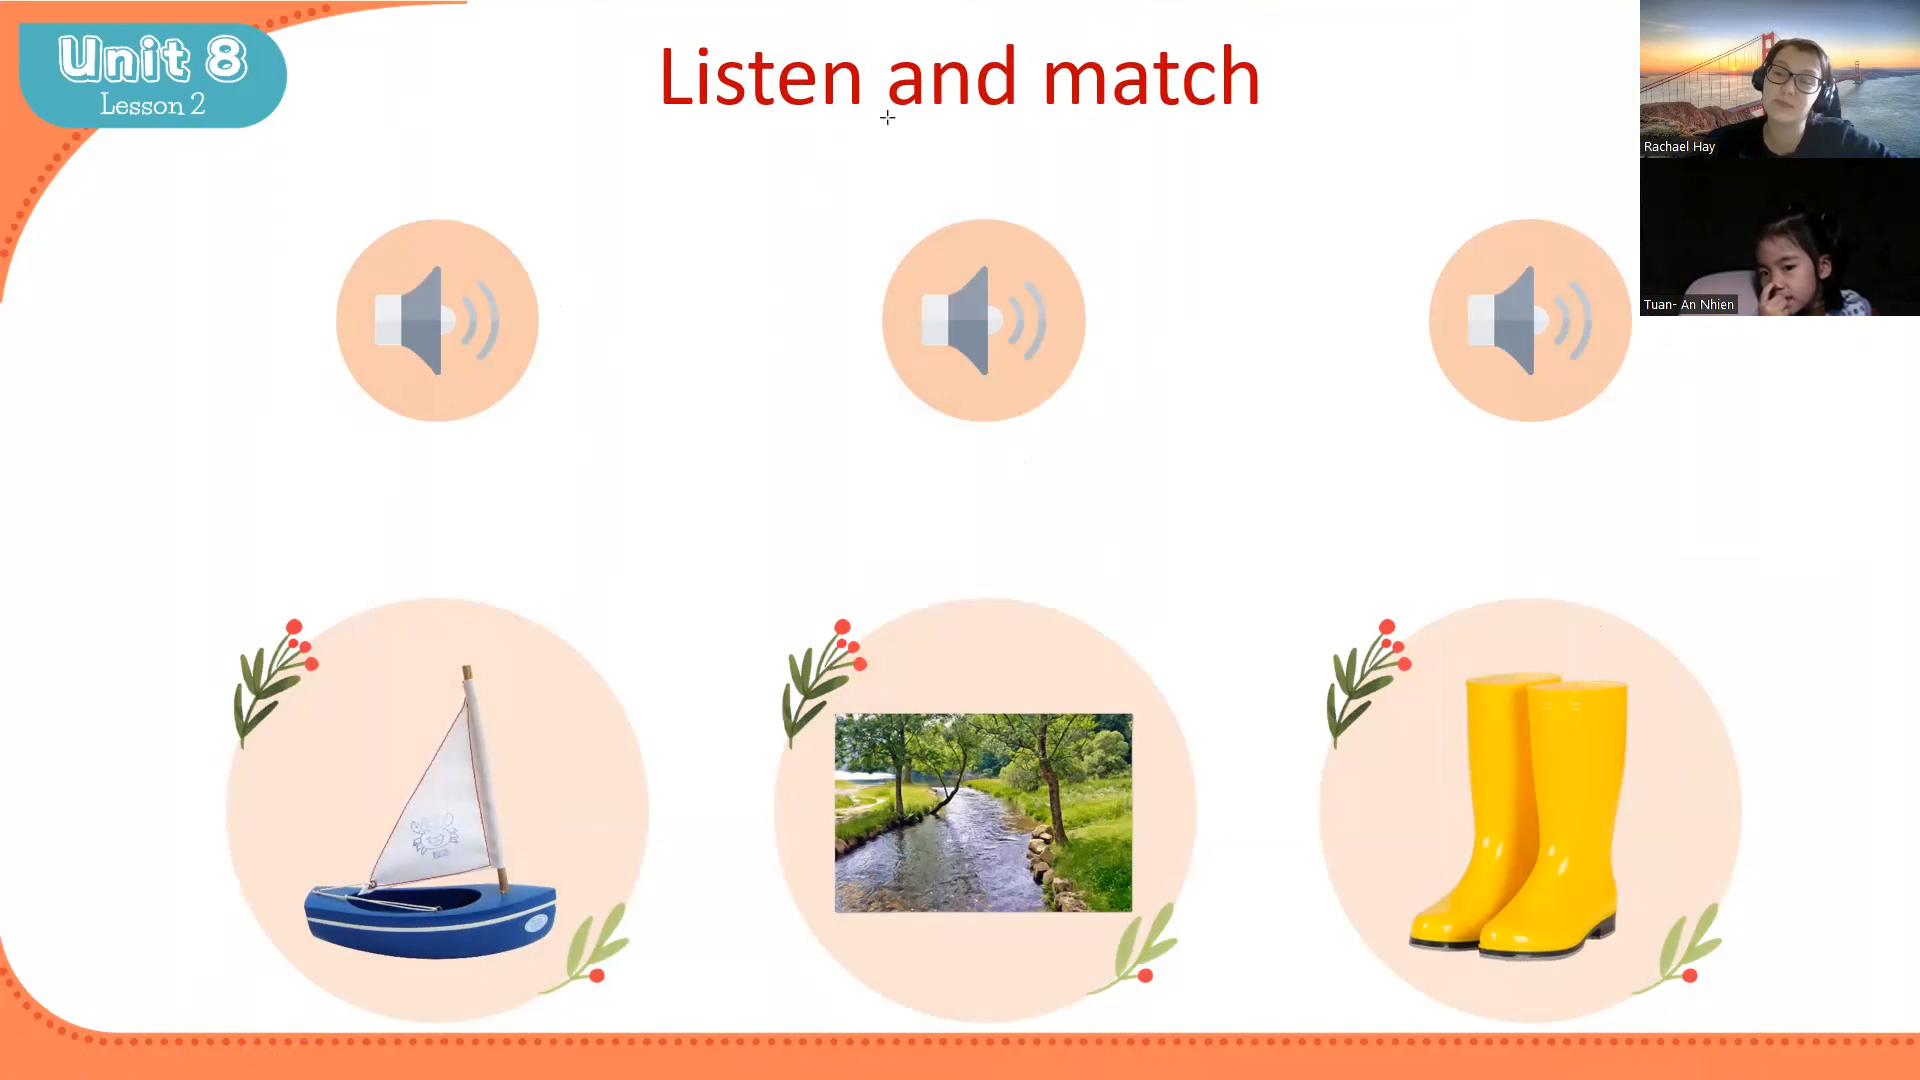 Unit 8
Lesson 2
Listen and match
Rachael Hay
Tuan- An Nhien